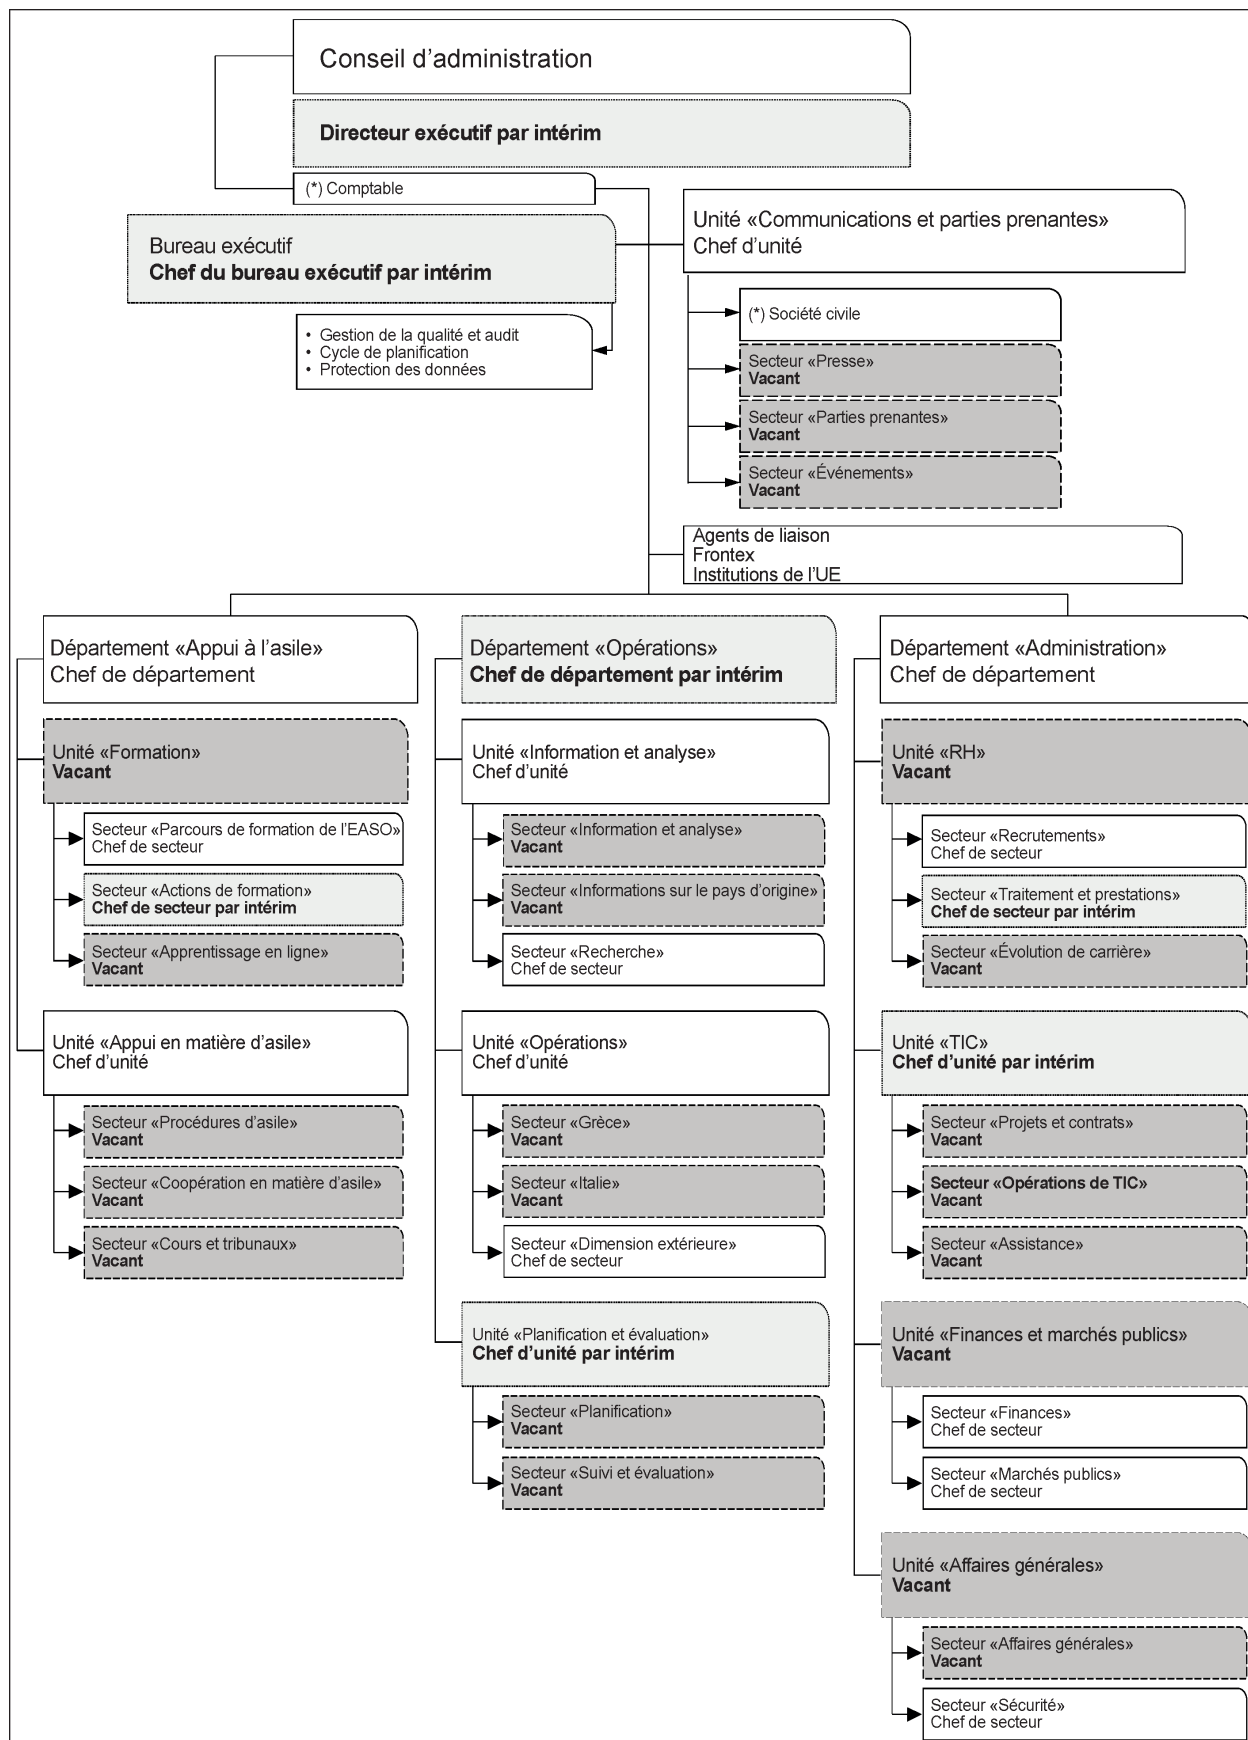 Conseil d’administration
Directeur exécutif par intérim
(*) Comptable
Bureau exécutif
Chef du bureau exécutif par intérim
• Gestion de la qualité et audit
• Cycle de planification
• Protection des données
Unité «Communications et parties prenantes»
Chef d’unité
(*) Société civile
Secteur «Presse»
Vacant
Secteur «Parties prenantes»
Vacant
Secteur «Événements»
Vacant
Agents de liaison
Frontex
Institutions de l’UE
Département «Appui à l’asile»
Chef de département
Unité «Formation»
Vacant
Secteur «Parcours de formation de l’EASO»
Chef de secteur
Secteur «Actions de formation»
Chef de secteur par intérim
Secteur «Apprentissage en ligne»
Vacant
Unité «Appui en matière d’asile»
Chef d’unité
Secteur «Procédures d’asile»
Vacant
Secteur «Coopération en matière d’asile»
Vacant
Secteur «Cours et tribunaux»
Vacant
Département «Opérations»
Chef de département par intérim
Unité «Information et analyse»
Chef d’unité
Secteur «Information et analyse»
Vacant
Secteur «Informations sur le pays d’origine»
Vacant
Secteur «Recherche»
Chef de secteur
Unité «Opérations»
Chef d’unité
Secteur «Grèce»
Vacant
Secteur «Italie»
Vacant
Secteur «Dimension extérieure»
Chef de secteur
Unité «Planification et évaluation»
Chef d’unité par intérim
Secteur «Planification»
Vacant
Secteur «Suivi et évaluation»
Vacant
Département «Administration»
Chef de département
Unité «RH»
Vacant
Secteur «Recrutements»
Chef de secteur
Secteur «Traitement et prestations»
Chef de secteur par intérim
Secteur «Évolution de carrière»
Vacant
Unité «TIC»
Chef d’unité par intérim
Secteur «Projets et contrats»
Vacant
Secteur «Opérations de TIC»
Vacant
Secteur «Assistance»
Vacant
Unité «Finances et marchés publics»
Vacant
Secteur «Finances»
Chef de secteur
Secteur «Marchés publics»
Chef de secteur
Unité «Affaires générales»
Vacant
Secteur «Affaires générales»
Vacant
Secteur «Sécurité»
Chef de secteur